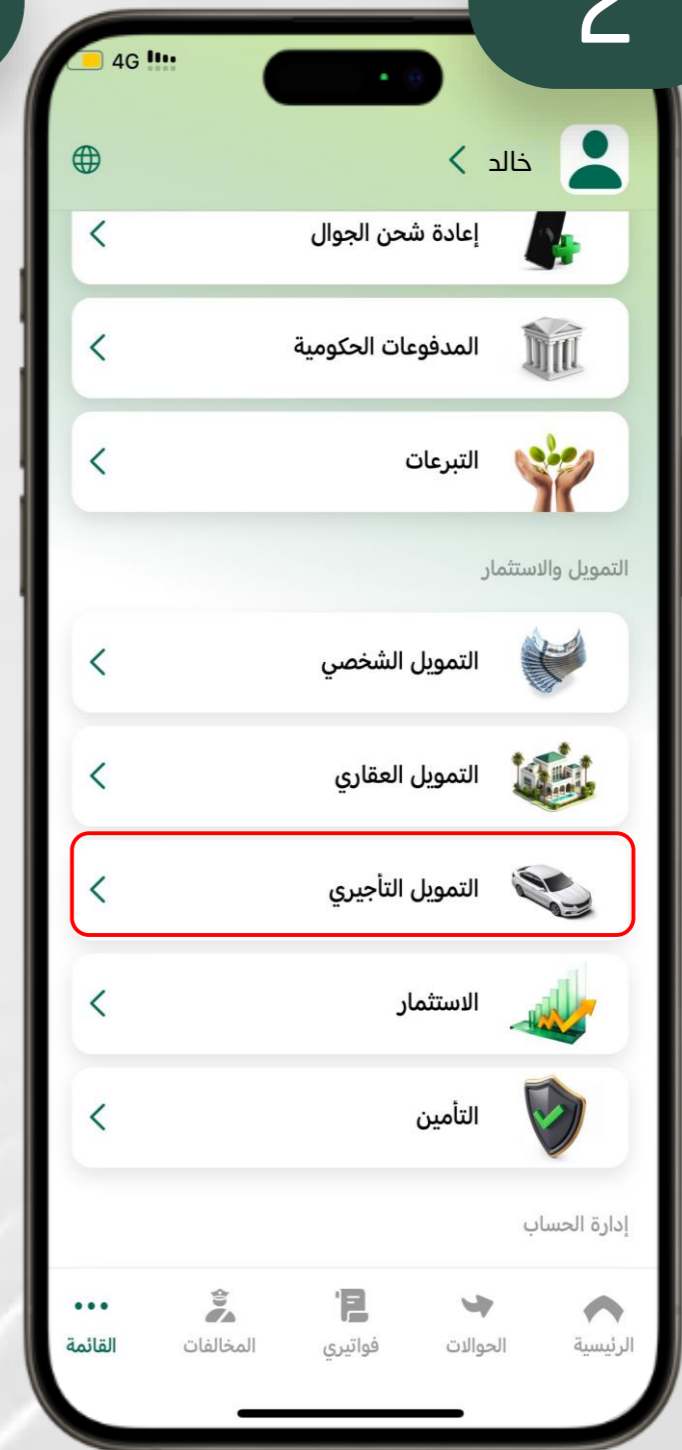 2
4G
خالد
إعادة شحن الجوال
المدفوعات الحكومية
التبرعات
التمويل والاستثمار
التمويل الشخصي
التمويل العقاري
التمويل التأجيري
الاستثمار
التأمين
إدارة الحساب
الرئيسية الحوالات فواتيري المخالفات القائمة